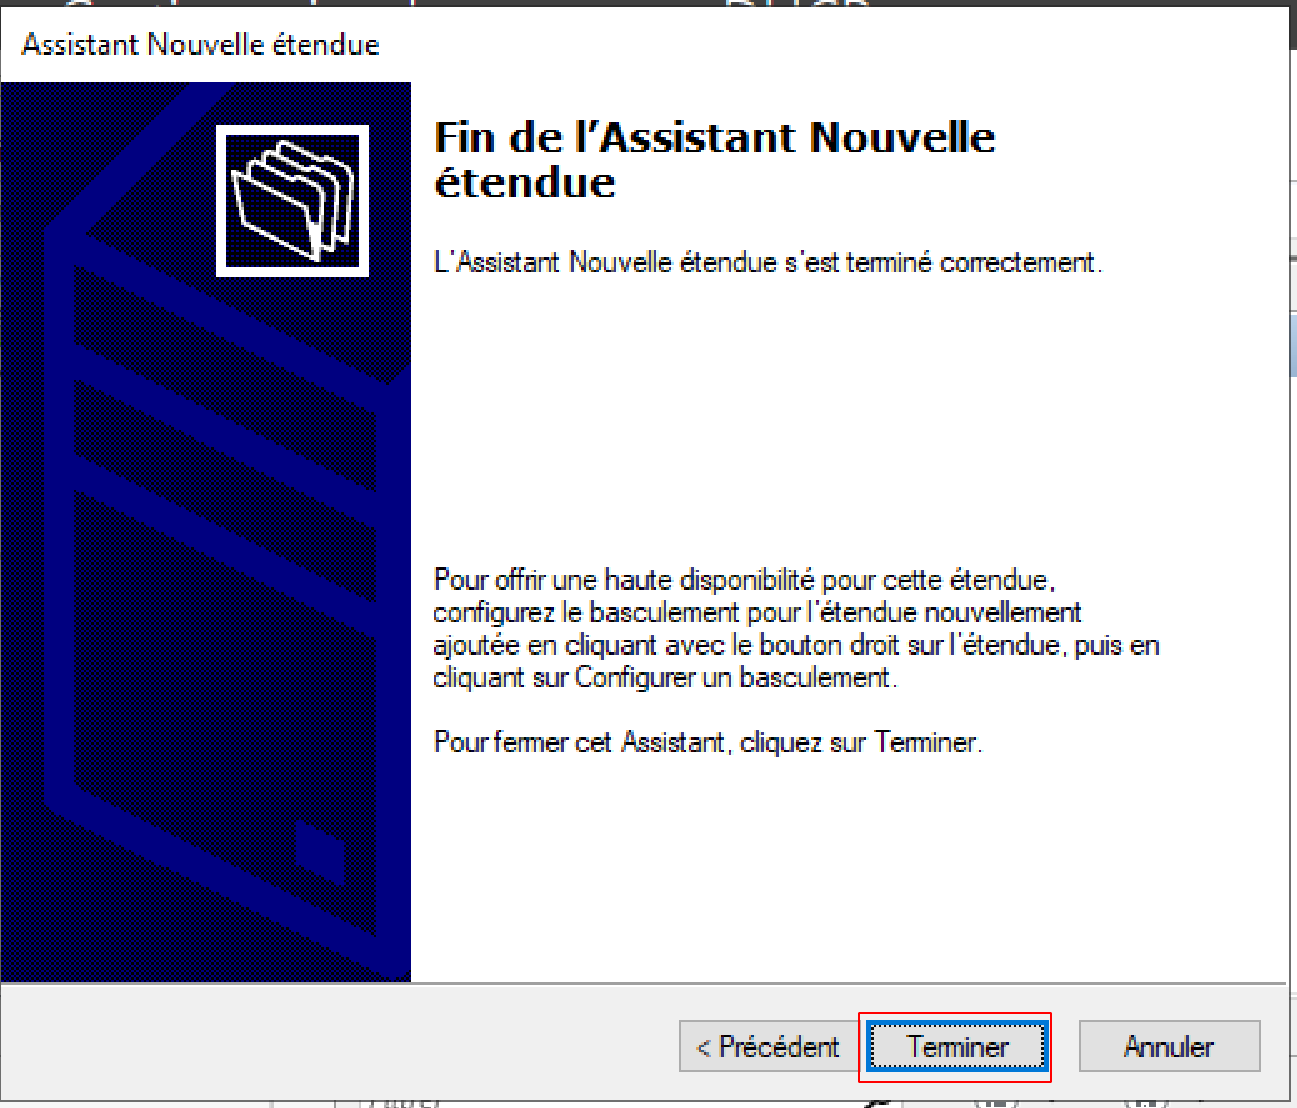 Assistant Nouvelle étendue
Fin de l'Assistant Nouvelle
étendue
L'Assistant Nouvelle étendue s'est terminé correctement.
Pour offrir une haute disponibilité pour cette étendue,
configurez le basculement pour l'étendue nouvellement
ajoutée en cliquant avec le bouton droit sur l'étendue, puis en
cliquant sur Configurer un basculement.
Pour fermer cet Assistant, cliquez sur Terminer.
< Précédent
Terminer
Annuler